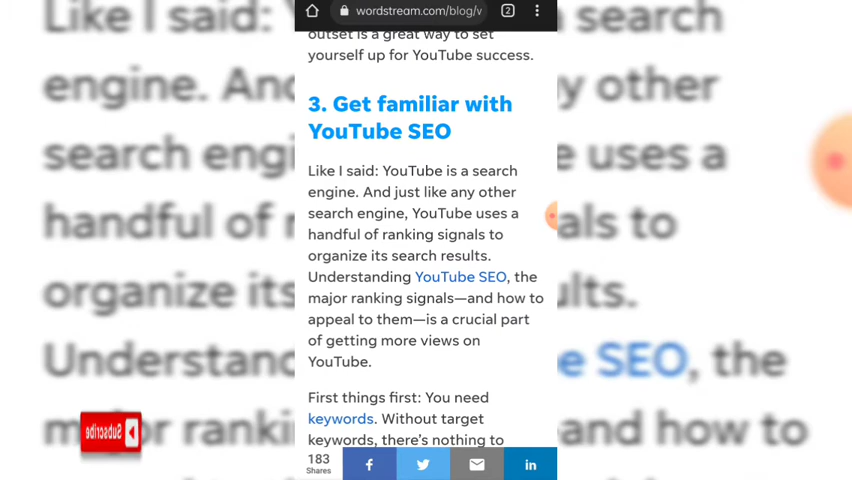 wordstream.com/blog/v
2
outset is a great way to set
yourself up for YouTube success.
3. Get familiar with
YouTube SEO
Like I said: YouTube is a search
engine. And just like any other
search engine, YouTube uses a
handful of ranking signals to
organize its search results.
Understanding YouTube SEO, the
major ranking signals—and how to
appeal to them—is a crucial part
of getting more views on
YouTube.
First things first: You need
keywords. Without target
keywords, there's nothing to
183
Shares
f
in
Subscribe